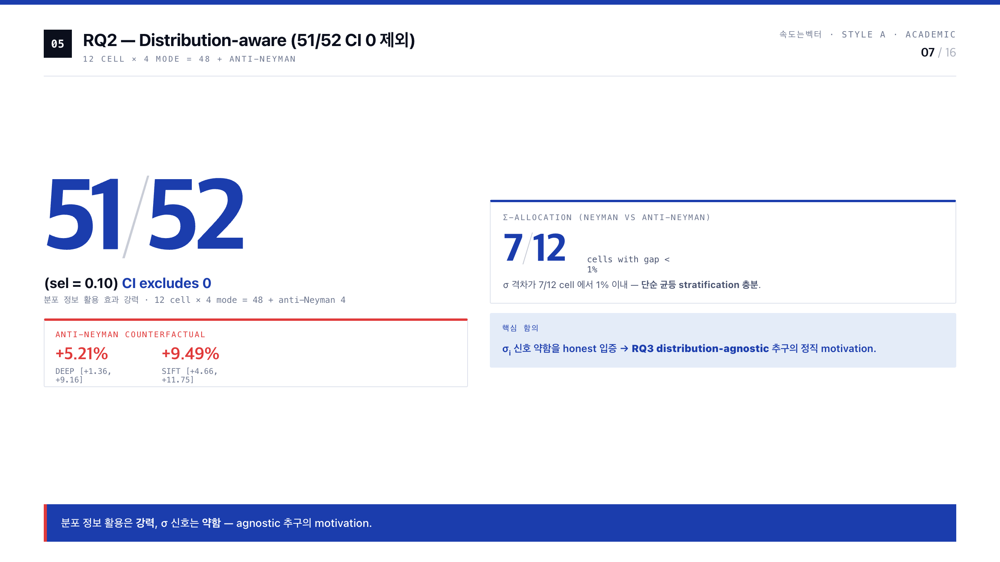 05
RQ2 — Distribution-aware (51/52 CI 0 제외)
12 CELL × 4 MODE = 48 + ANTI-NEYMAN
속도는벡터 · STYLE A · ACADEMIC
07 / 16
51/52
(sel = 0.10) CI excludes 0
분포 정보 활용 효과 강력 · 12 cell × 4 mode = 48 + anti-Neyman 4
ANTI-NEYMAN COUNTERFACTUAL
+5.21%
DEEP [+1.36,
+9.16]
+9.49%
SIFT [+4.66,
+11.75]
Σ-ALLOCATION (NEYMAN VS ANTI-NEYMAN)
7/12
cells with gap <
1%
σ 격차가 7/12 cell 에서 1% 이내 — 단순 균등 stratification 충분.
핵심 함의
σi 신호 약함을 honest 입증 → RQ3 distribution-agnostic 추구의 정직 motivation.
분포 정보 활용은 강력, σ 신호는 약함 — agnostic 추구의 motivation.